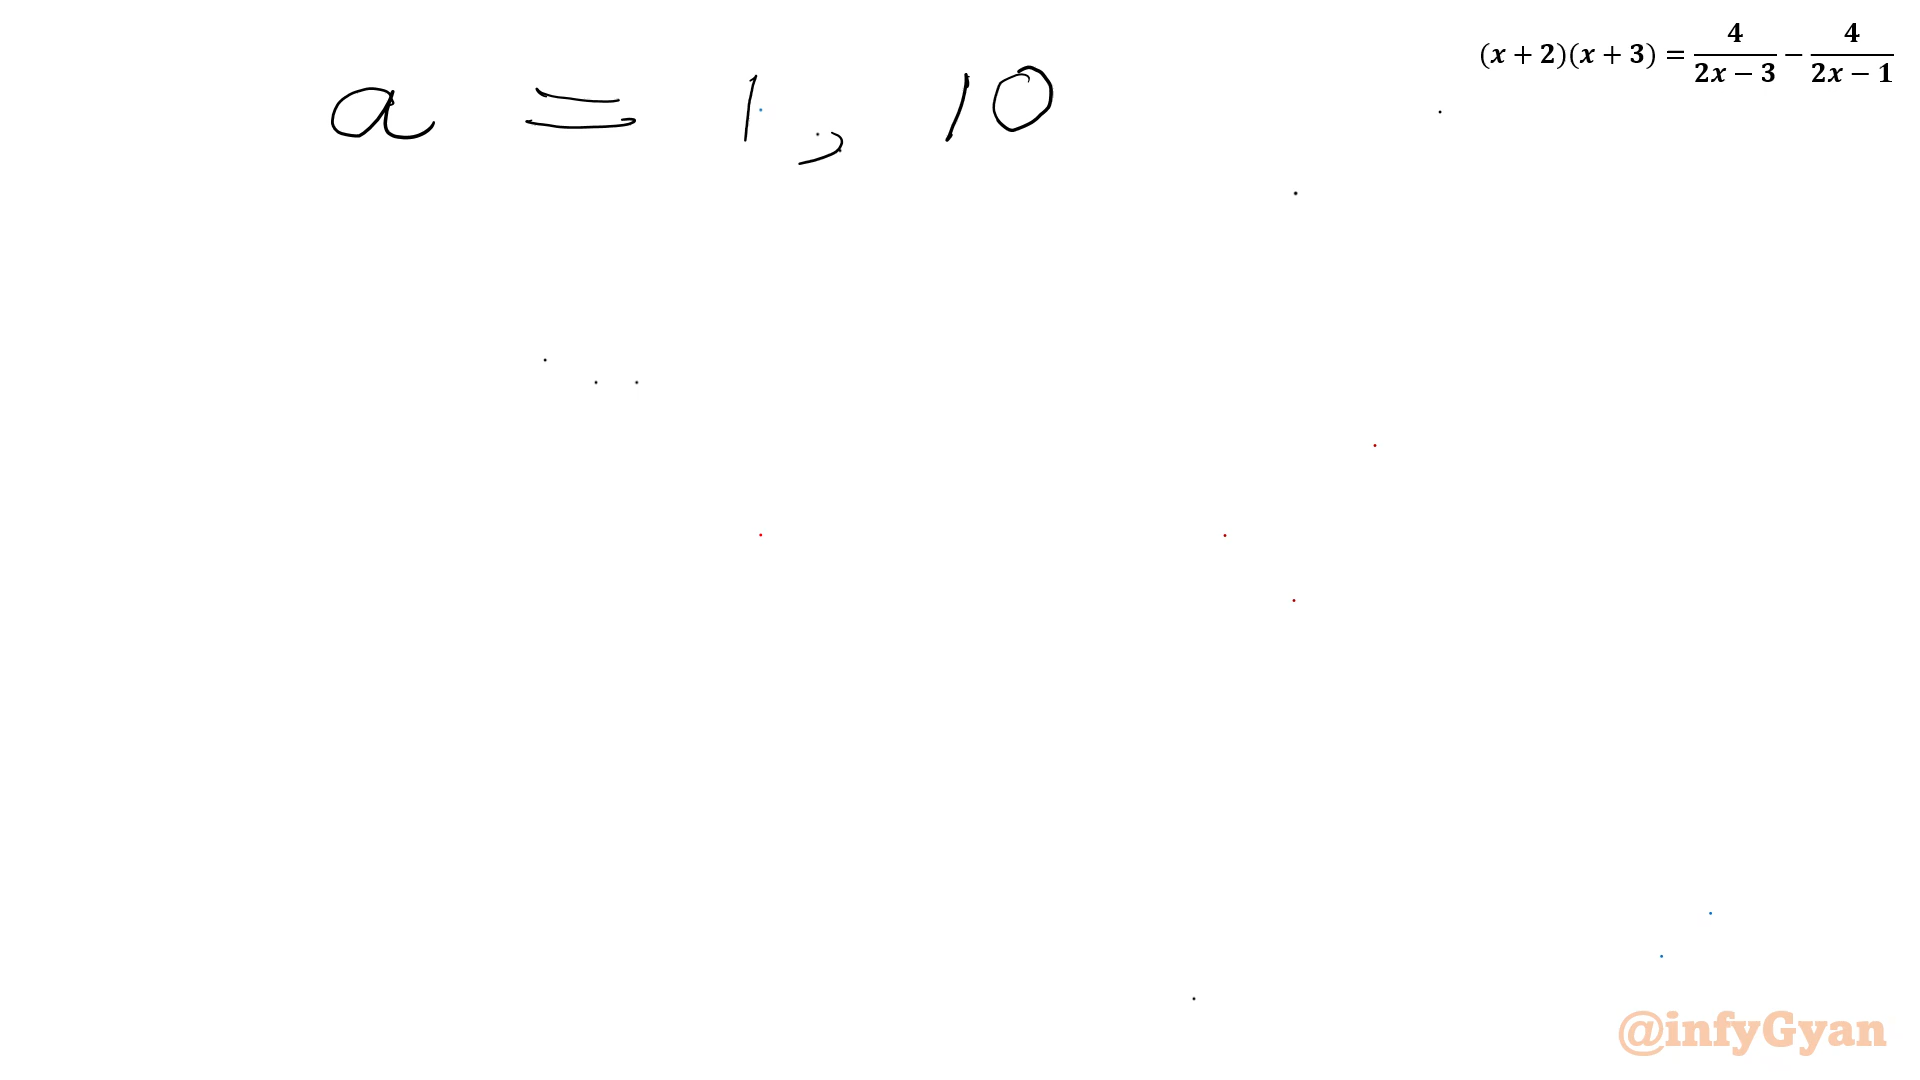 (x + 2)(x + 3) = 4/(2x − 3) − 4/(2x − 1)
a = 1, 10
@infyGyan